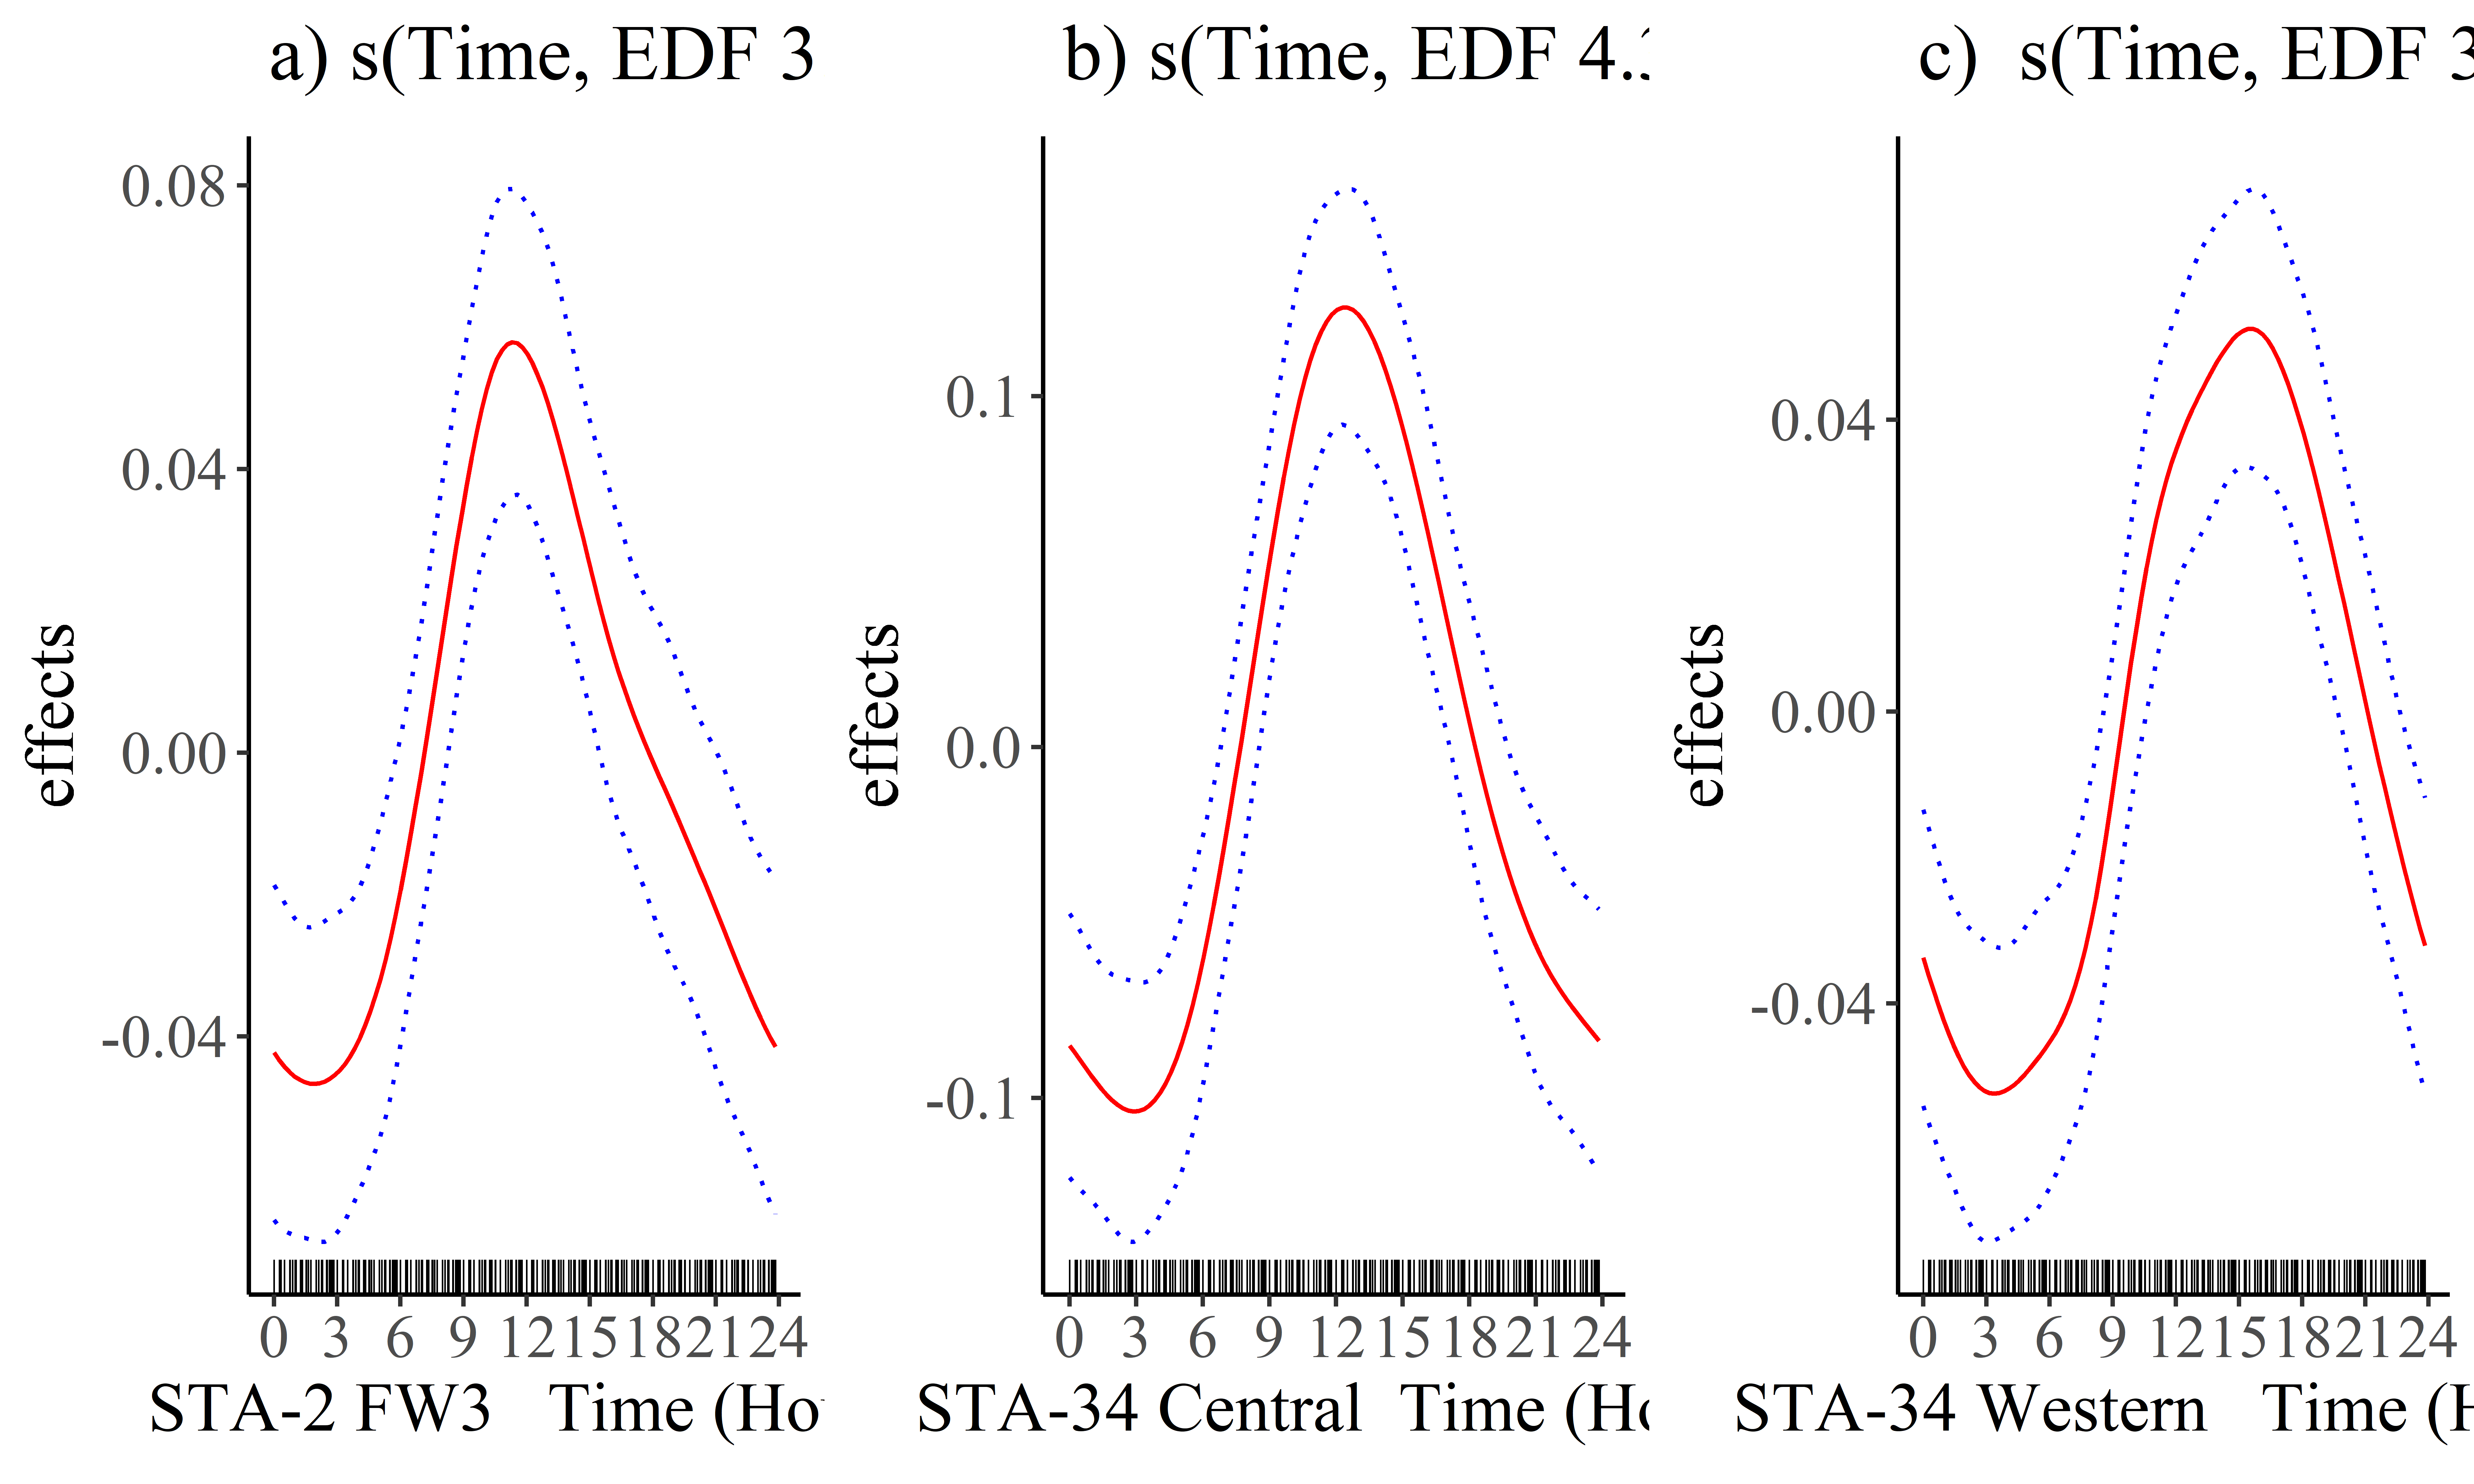 a) s(Time, EDF 3
b) s(Time, EDF 4.
c) s(Time, EDF 3
effects
0.08
0.04
0.00
-0.04
0 3 6 9 12 15 18 21 24
STA-2 FW3 Time (Ho
effects
0.1
0.0
-0.1
0 3 6 9 12 15 18 21 24
STA-34 Central Time (Ho
effects
0.04
0.00
-0.04
0 3 6 9 12 15 18 21 24
STA-34 Western Time (H